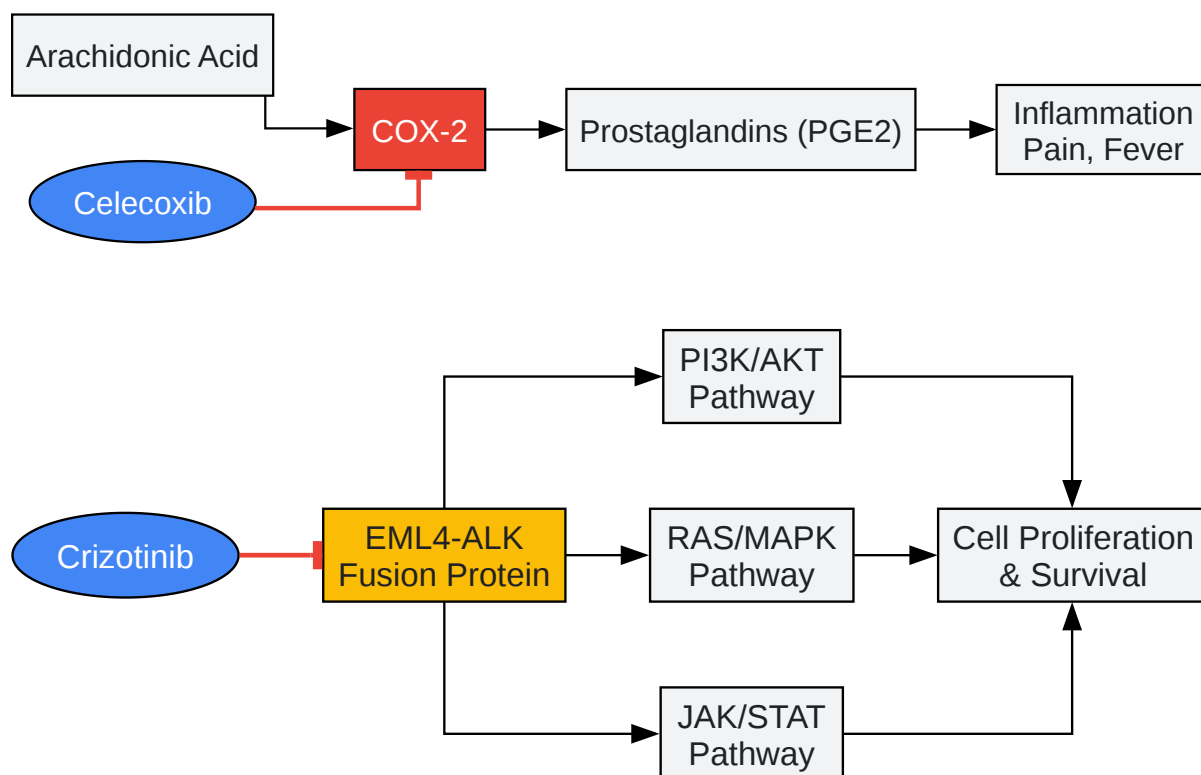 Arachidonic Acid
COX-2
Prostaglandins (PGE2)
Inflammation
Pain, Fever
Celecoxib
PI3K/AKT
Pathway
Crizotinib
EML4-ALK
Fusion Protein
RAS/MAPK
Pathway
Cell Proliferation
& Survival
JAK/STAT
Pathway